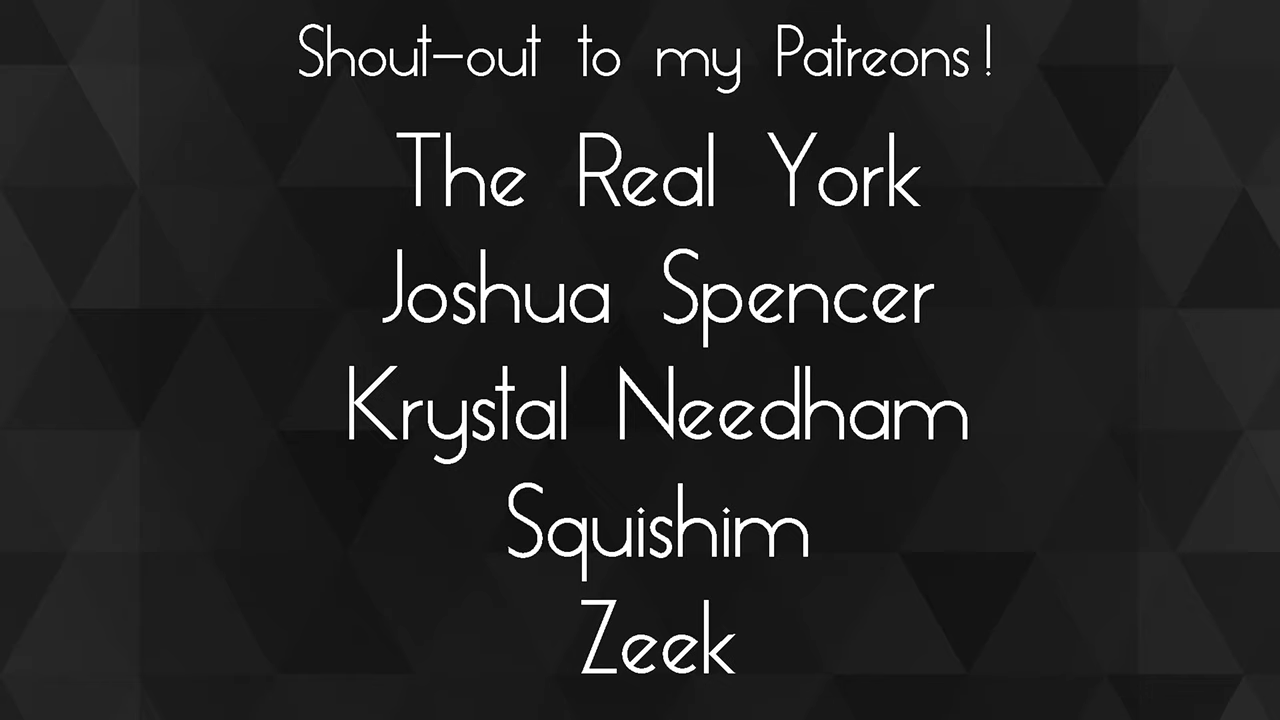 Shout-out to my Patreons!
The Real York
Joshua Spencer
Krystal Needham
Squishim
Zeek